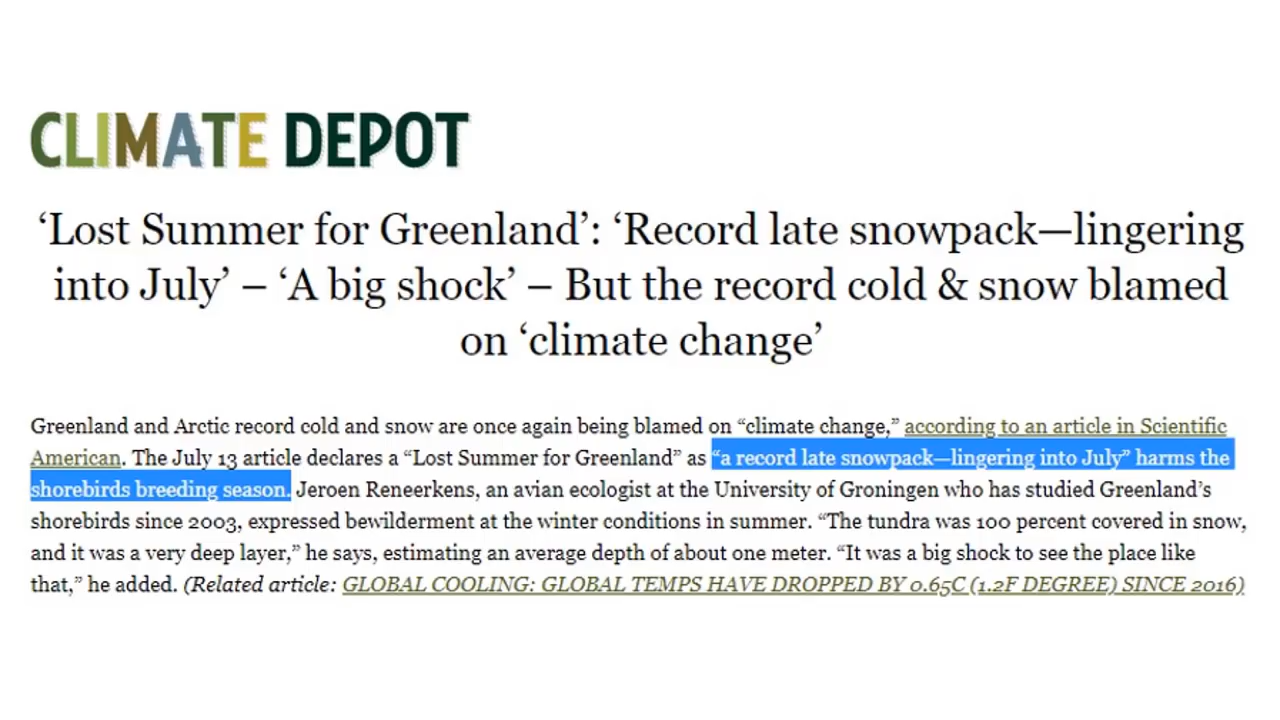 CLIMATE DEPOT
‘Lost Summer for Greenland’: ‘Record late snowpack—lingering
into July’ – ‘A big shock’ – But the record cold & snow blamed
on ‘climate change’
Greenland and Arctic record cold and snow are once again being blamed on “climate change,” according to an article in Scientific
American. The July 13 article declares a “Lost Summer for Greenland” as “a record late snowpack—lingering into July” harms the
shorebirds breeding season. Jeroen Reneerkens, an avian ecologist at the University of Groningen who has studied Greenland’s
shorebirds since 2003, expressed bewilderment at the winter conditions in summer. “The tundra was 100 percent covered in snow,
and it was a very deep layer,” he says, estimating an average depth of about one meter. “It was a big shock to see the place like
that,” he added. (Related article: GLOBAL COOLING: GLOBAL TEMPS HAVE DROPPED BY 0.65C (1.2F DEGREE) SINCE 2016)